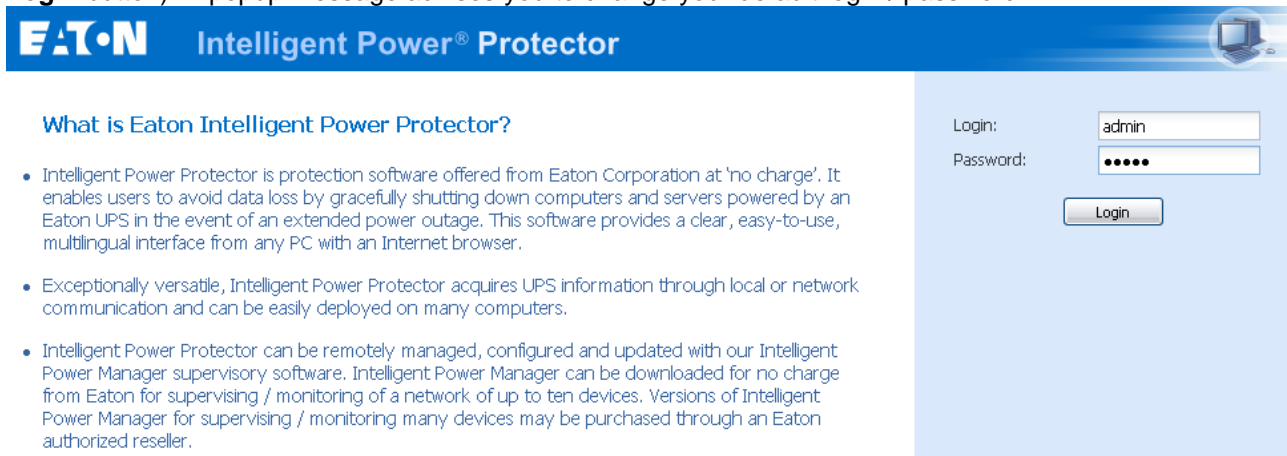 EATON Intelligent Power® Protector
What is Eaton Intelligent Power Protector?
Login: admin
Password: •••••
Login
• Intelligent Power Protector is protection software offered from Eaton Corporation at 'no charge'. It
enables users to avoid data loss by gracefully shutting down computers and servers powered by an
Eaton UPS in the event of an extended power outage. This software provides a clear, easy-to-use,
multilingual interface from any PC with an Internet browser.
• Exceptionally versatile, Intelligent Power Protector acquires UPS information through local or network
communication and can be easily deployed on many computers.
• Intelligent Power Protector can be remotely managed, configured and updated with our Intelligent
Power Manager supervisory software. Intelligent Power Manager can be downloaded for no charge
from Eaton for supervising / monitoring of a network of up to ten devices. Versions of Intelligent
Power Manager for supervising / monitoring many devices may be purchased through an Eaton
authorized reseller.